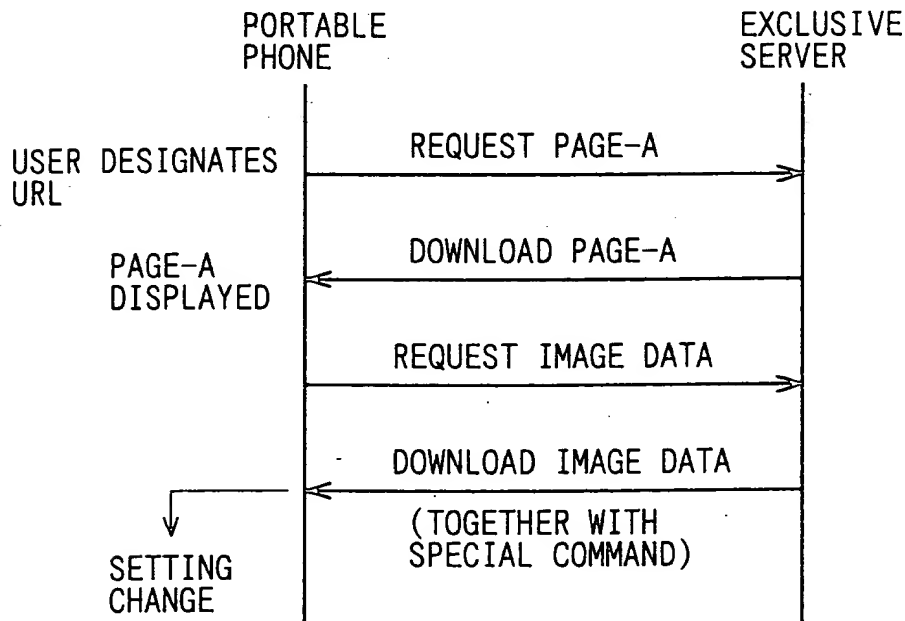 PORTABLE
PHONE
EXCLUSIVE
SERVER
USER DESIGNATES
URL
REQUEST PAGE-A
DOWNLOAD PAGE-A
PAGE-A
DISPLAYED
REQUEST IMAGE DATA
DOWNLOAD IMAGE DATA
(TOGETHER WITH
SPECIAL COMMAND)
SETTING
CHANGE